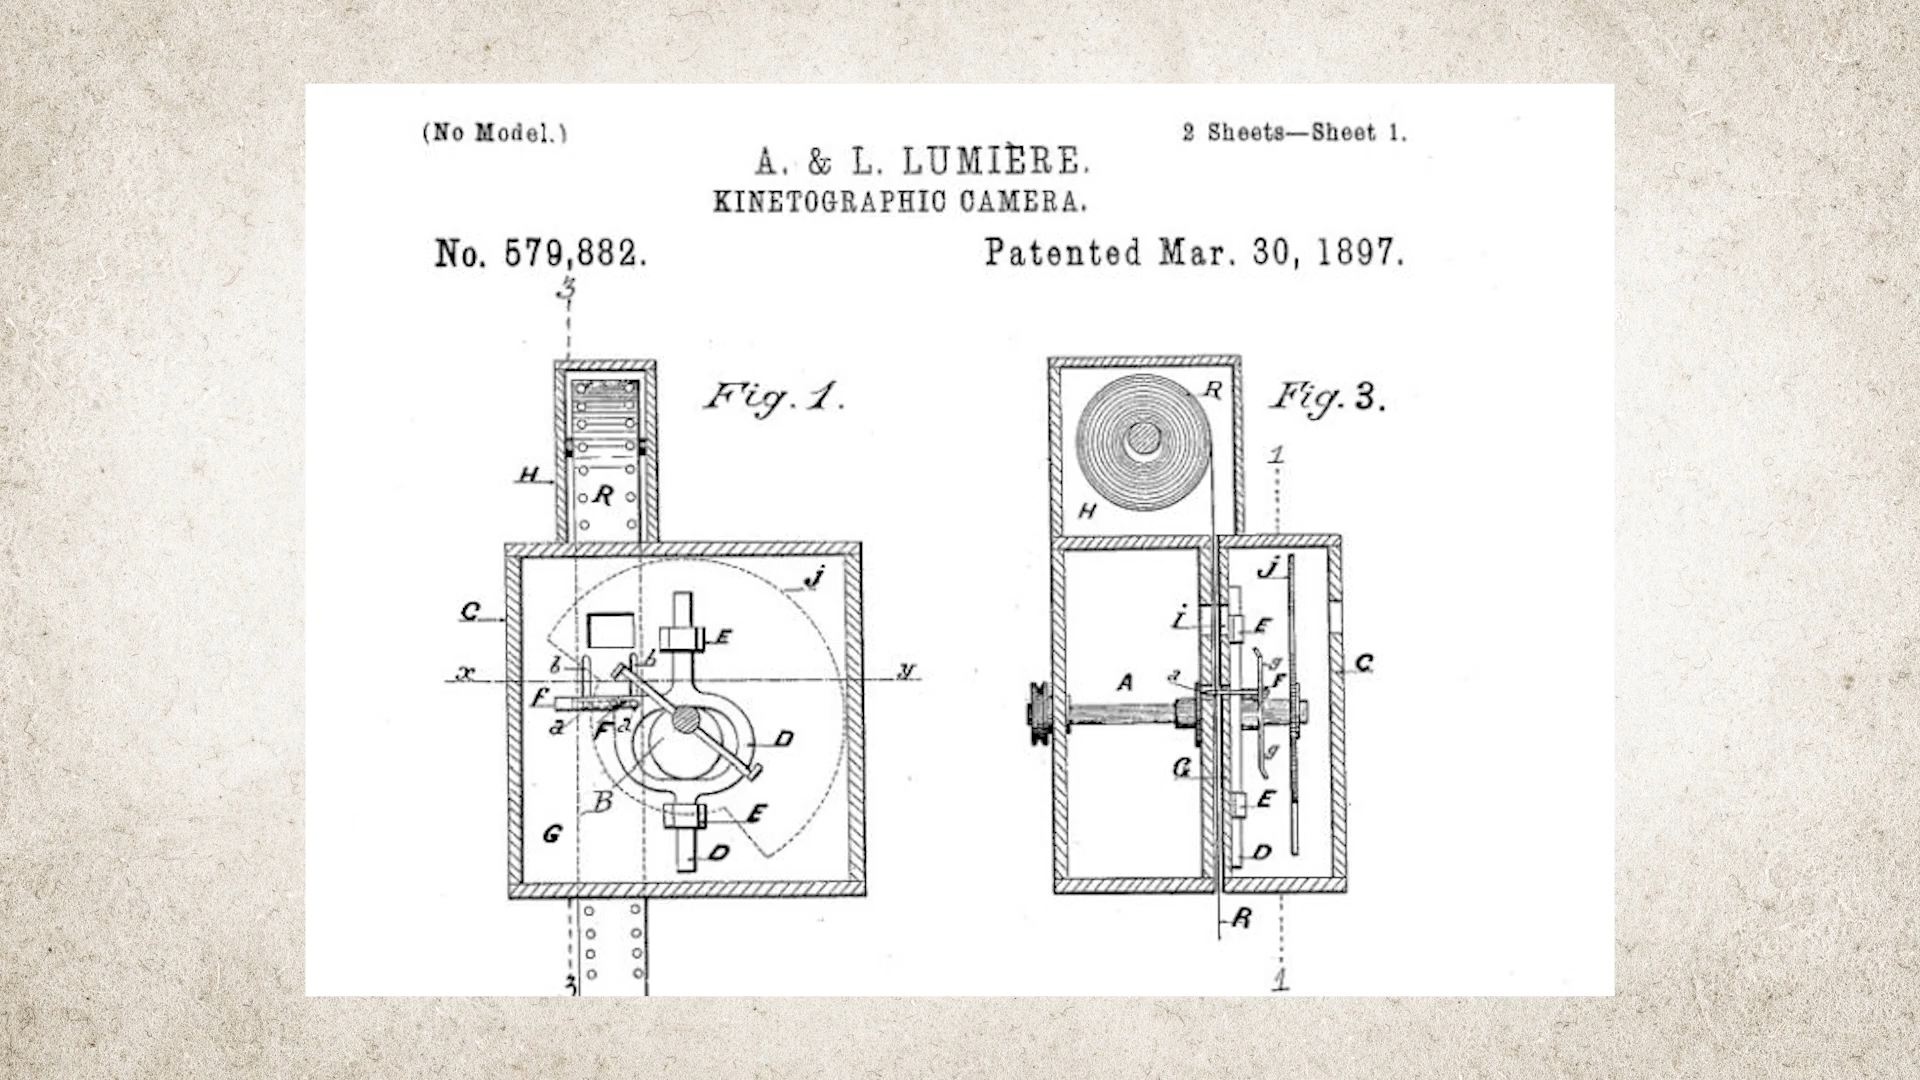 (No Model.)
2 Sheets—Sheet 1.
A. & L. LUMIÈRE.
KINETOGRAPHIC CAMERA.
No. 579,882.
Patented Mar. 30, 1897.
3
Fig. 1.
H
R
C
j
E
b
b
x
y
f
a
F
a
D
B
E
G
D
3
R
Fig. 3.
1
H
j
i
E
g
C
A
a
F
g
G
E
D
R
1